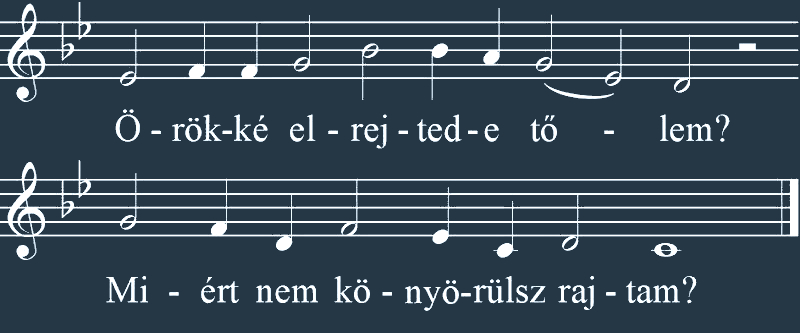 Ö - rök-ké el - rej - ted - e tő - lem?
Mi - ért nem kö - nyö-rülsz raj - tam?